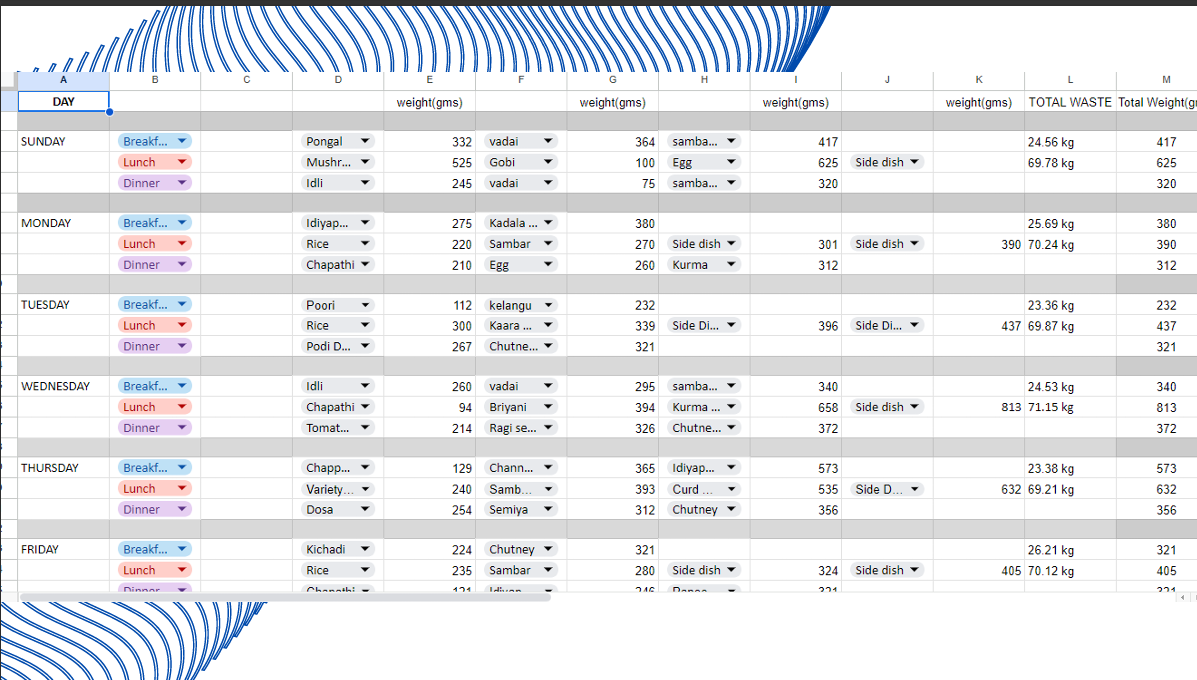 A B C D E F G H I J K L M
DAY weight(gms) weight(gms) weight(gms) weight(gms) TOTAL WASTE Total Weight(gr
SUNDAY Breakf... Pongal 332 vadai 364 samba... 417 24.56 kg 417
Lunch Mushr... 525 Gobi 100 Egg 625 Side dish 69.78 kg 625
Dinner Idli 245 vadai 75 samba... 320 320
MONDAY Breakf... Idiyap... 275 Kadala ... 380 25.69 kg 380
Lunch Rice 220 Sambar 270 Side dish 301 Side dish 390 70.24 kg 390
Dinner Chapathi 210 Egg 260 Kurma 312 312
TUESDAY Breakf... Poori 112 kelangu 232 23.36 kg 232
Lunch Rice 300 Kaara ... 339 Side Di... 396 Side Di... 437 69.87 kg 437
Dinner Podi D... 267 Chutne... 321 321
WEDNESDAY Breakf... Idli 260 vadai 295 samba... 340 24.53 kg 340
Lunch Chapathi 94 Briyani 394 Kurma ... 658 Side dish 813 71.15 kg 813
Dinner Tomat... 214 Ragi se... 326 Chutne... 372 372
THURSDAY Breakf... Chapp... 129 Chann... 365 Idiyap... 573 23.38 kg 573
Lunch Variety... 240 Samb... 393 Curd ... 535 Side D... 632 69.21 kg 632
Dinner Dosa 254 Semiya 312 Chutney 356 356
FRIDAY Breakf... Kichadi 224 Chutney 321 26.21 kg 321
Lunch Rice 235 Sambar 280 Side dish 324 Side dish 405 70.12 kg 405
Dinner Chapathi 121 Idiyap... 246 321 321